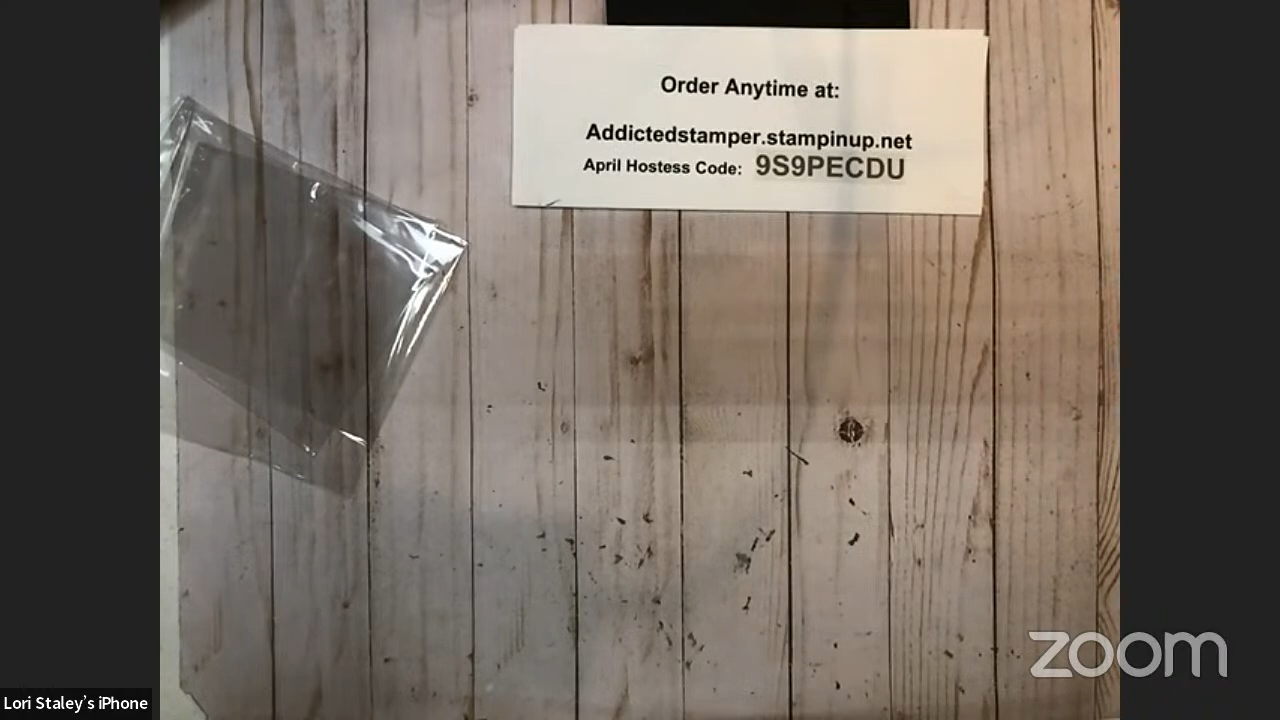 Order Anytime at:
Addictedstamper.stampinup.net
April Hostess Code: 9S9PECDU
zoom
Lori Staley's iPhone